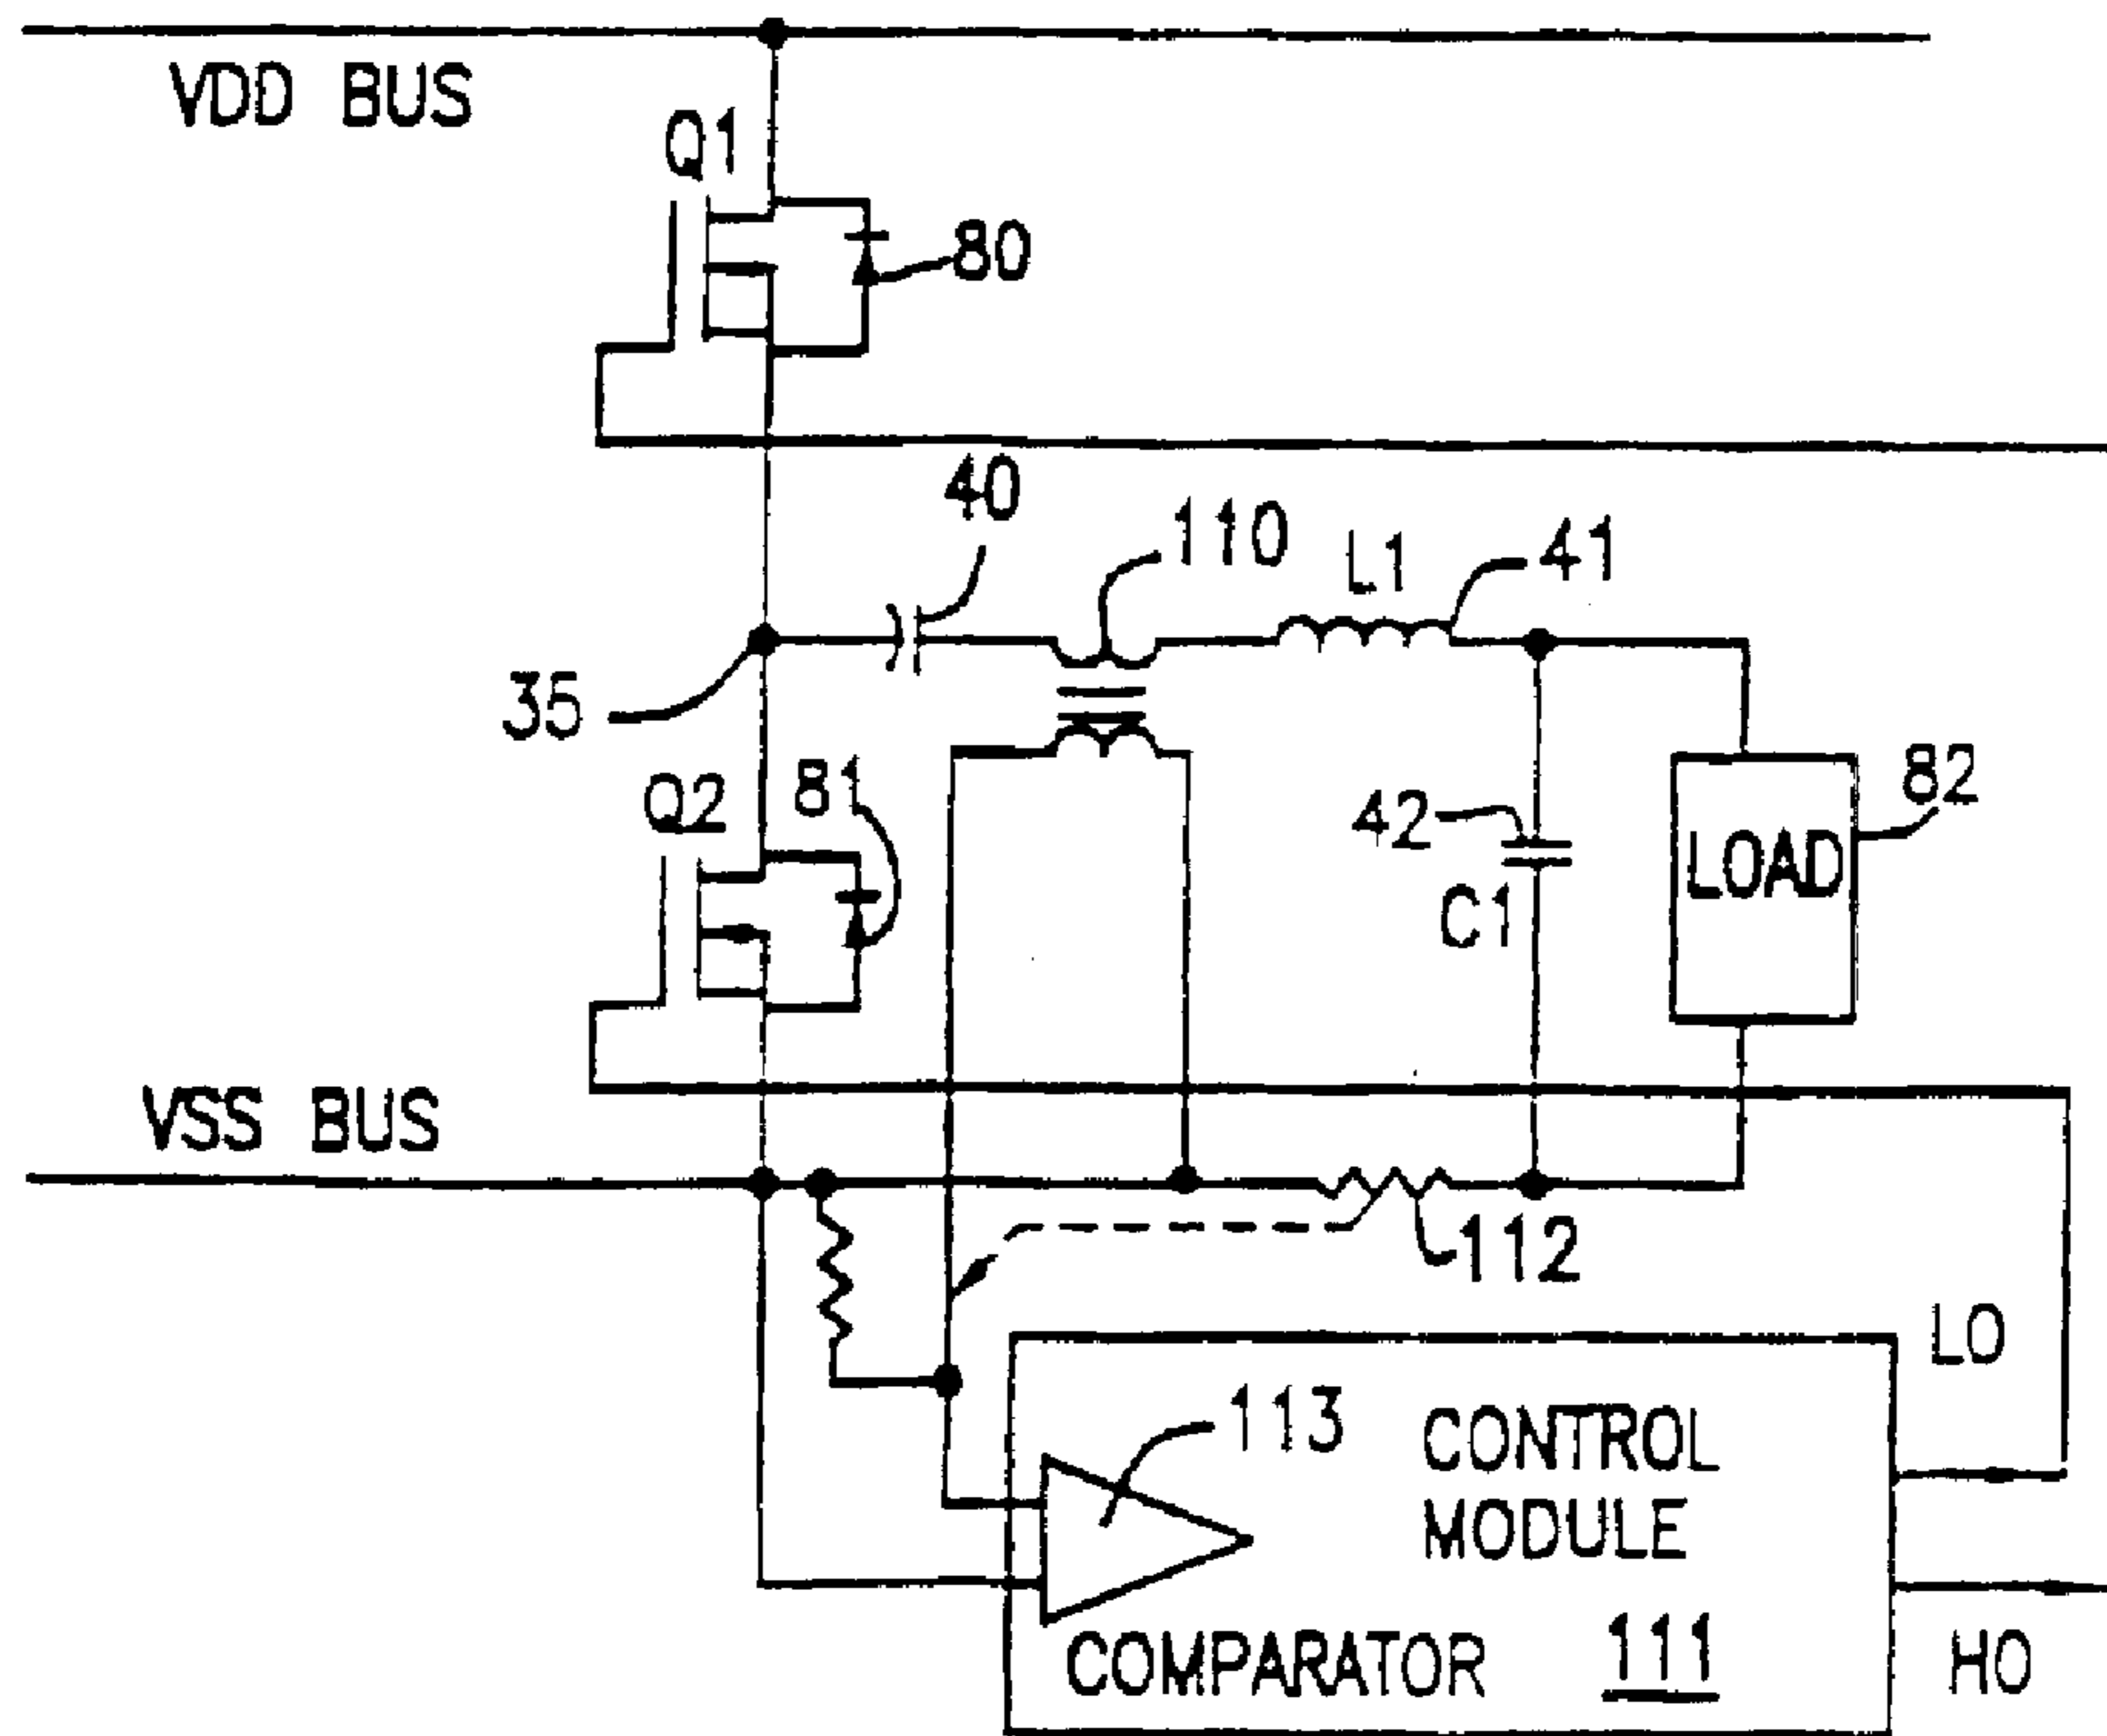 VDD BUS
Q1
80
40
110
L1
41
35
Q2
81
42
82
LOAD
C1
VSS BUS
112
LO
113
CONTROL
MODULE
COMPARATOR
111
HO